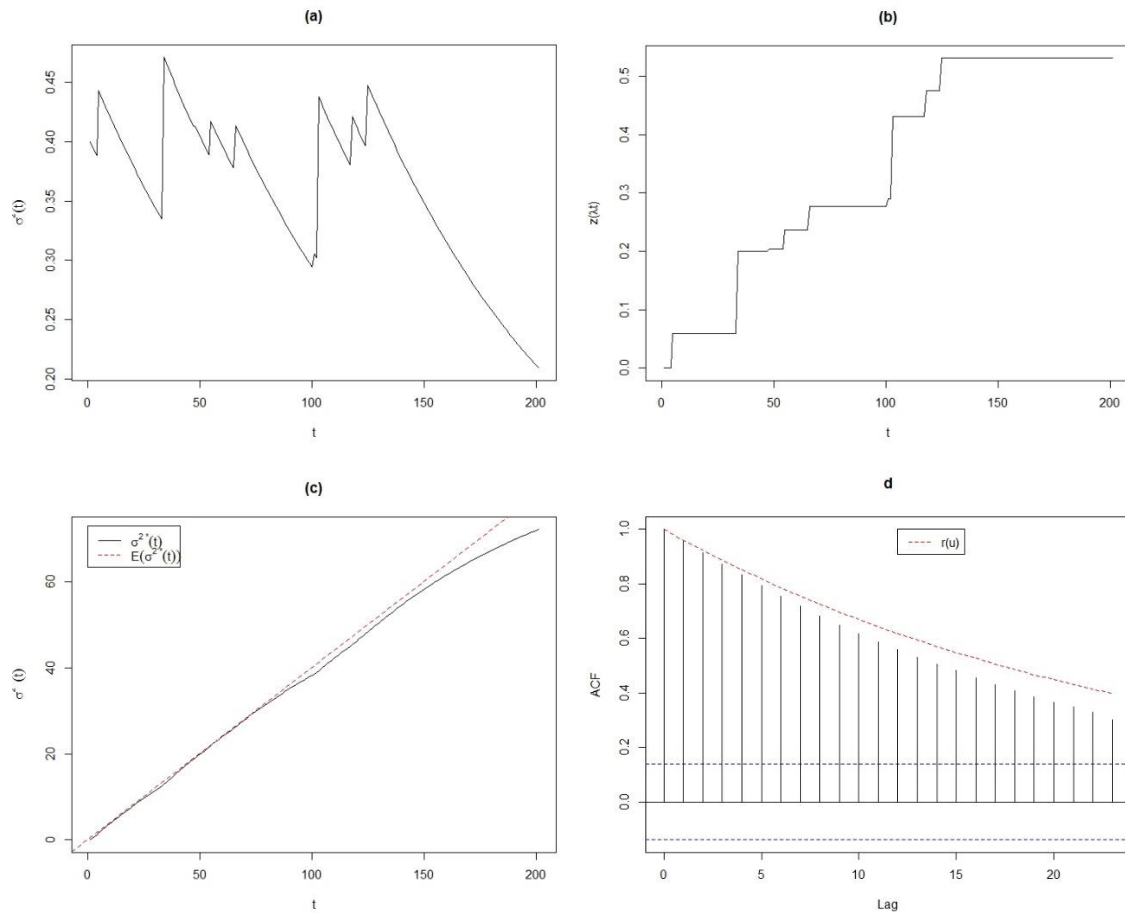 (a)
σ²(t)
0.20 0.25 0.30 0.35 0.40 0.45
0 50 100 150 200
t
(b)
z(λt)
0.0 0.1 0.2 0.3 0.4 0.5
0 50 100 150 200
t
(c)
σ² (t)
0 20 40 60
σ²*(t)
E(σ²*(t))
0 50 100 150 200
t
d
ACF
0.0 0.2 0.4 0.6 0.8 1.0
r(u)
0 5 10 15 20
Lag